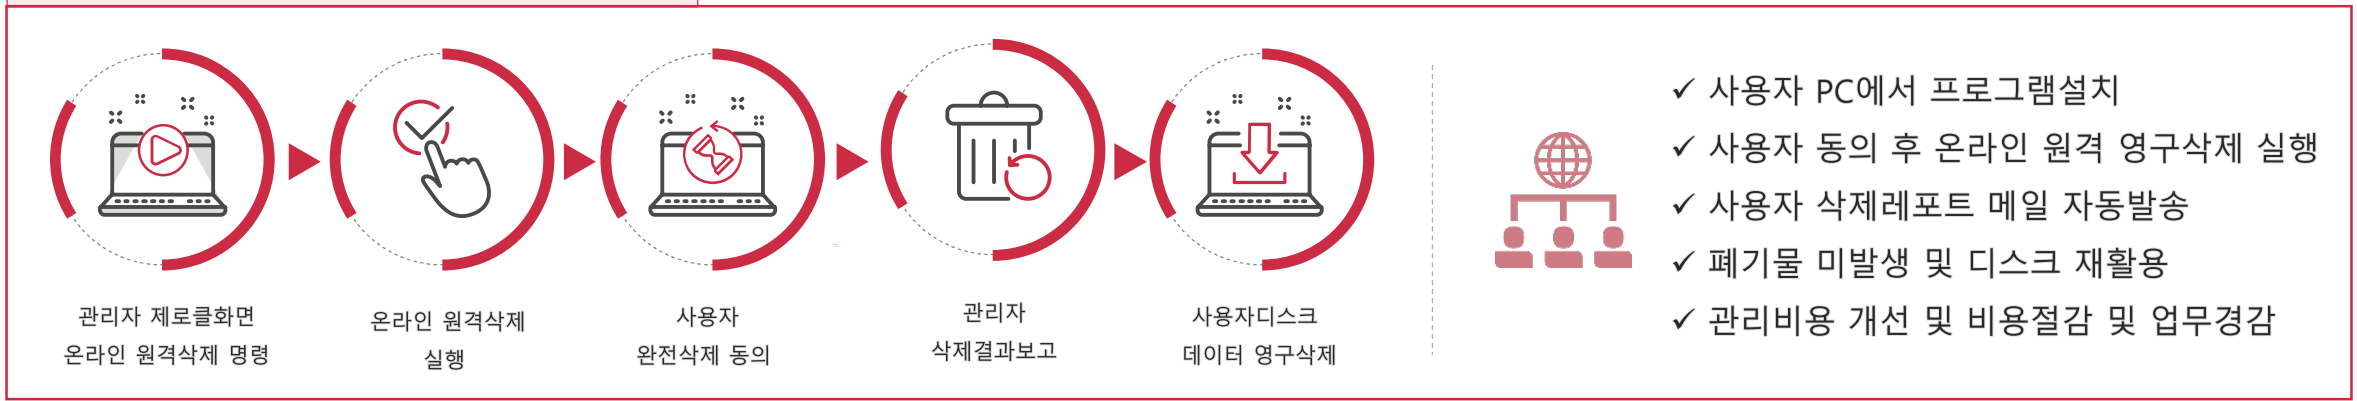 관리자 제로클화면
온라인 원격삭제 명령
온라인 원격삭제
실행
사용자
완전삭제 동의
관리자
삭제결과보고
사용자디스크
데이터 영구삭제
✓ 사용자 PC에서 프로그램설치
✓ 사용자 동의 후 온라인 원격 영구삭제 실행
✓ 사용자 삭제레포트 메일 자동발송
✓ 폐기물 미발생 및 디스크 재활용
✓ 관리비용 개선 및 비용절감 및 업무경감